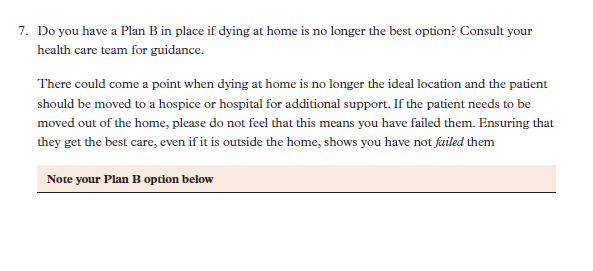 7. Do you have a Plan B in place if dying at home is no longer the best option? Consult your
health care team for guidance.
There could come a point when dying at home is no longer the ideal location and the patient
should be moved to a hospice or hospital for additional support. If the patient needs to be
moved out of the home, please do not feel that this means you have failed them. Ensuring that
they get the best care, even if it is outside the home, shows you have not failed them
Note your Plan B option below